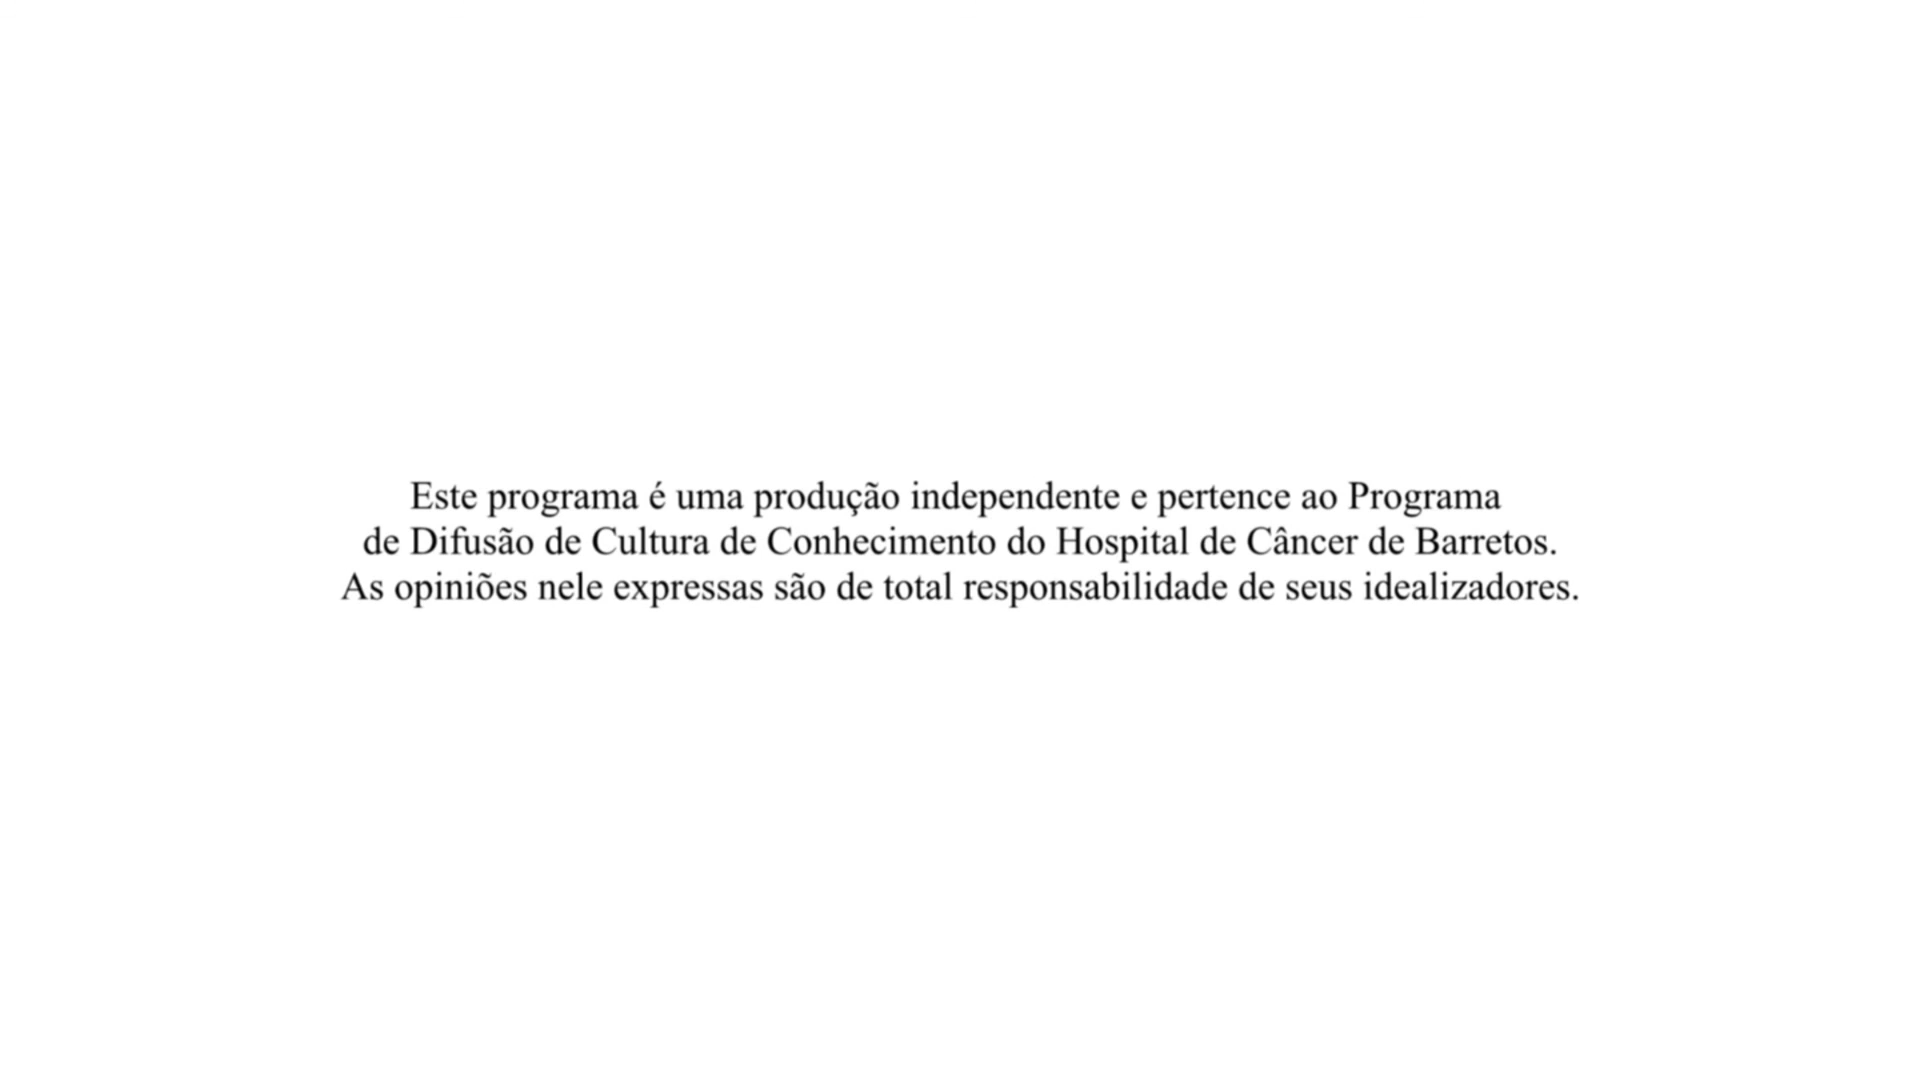 Este programa é uma produção independente e pertence ao Programa
de Difusão de Cultura de Conhecimento do Hospital de Câncer de Barretos.
As opiniões nele expressas são de total responsabilidade de seus idealizadores.